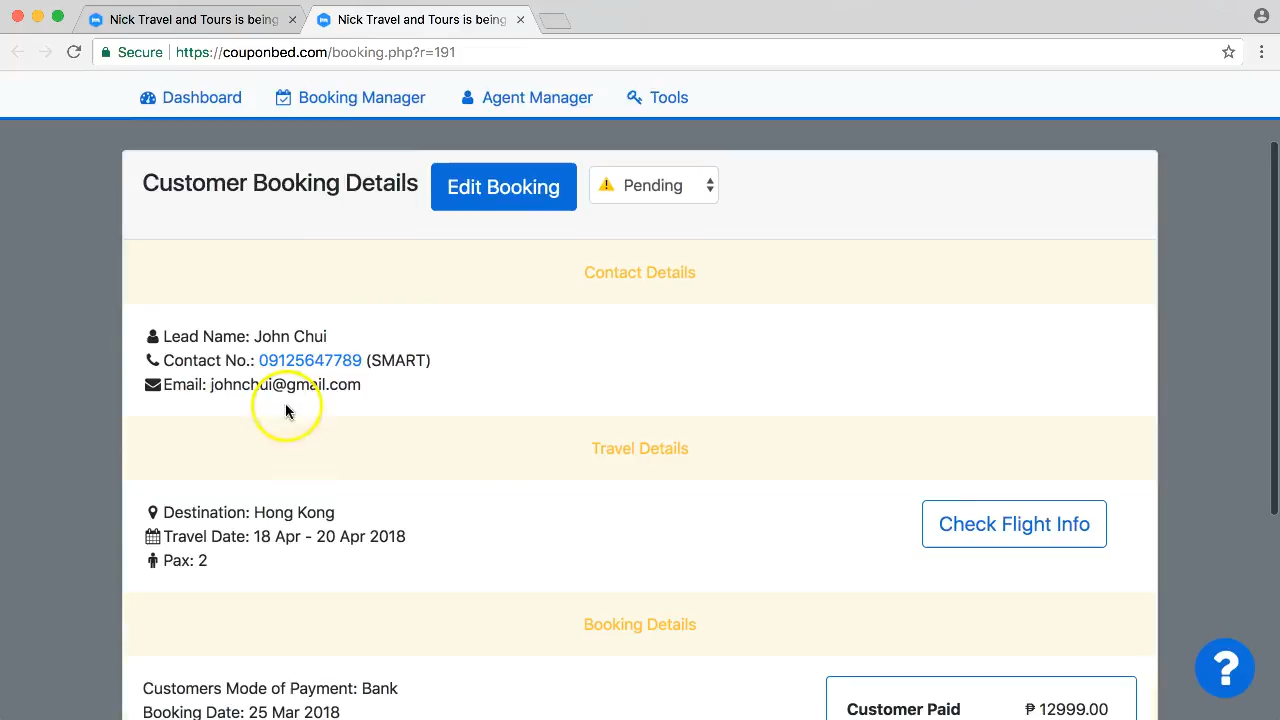 Nick Travel and Tours is being
Nick Travel and Tours is being
Secure
https://couponbed.com/booking.php?r=191
Dashboard
Booking Manager
Agent Manager
Tools
Customer Booking Details
Edit Booking
Pending
Contact Details
Lead Name: John Chui
Contact No.: 09125647789 (SMART)
Email: johnchui@gmail.com
Travel Details
Destination: Hong Kong
Travel Date: 18 Apr - 20 Apr 2018
Pax: 2
Check Flight Info
Booking Details
Customers Mode of Payment: Bank
Booking Date: 25 Mar 2018
Customer Paid ₱ 12999.00
?